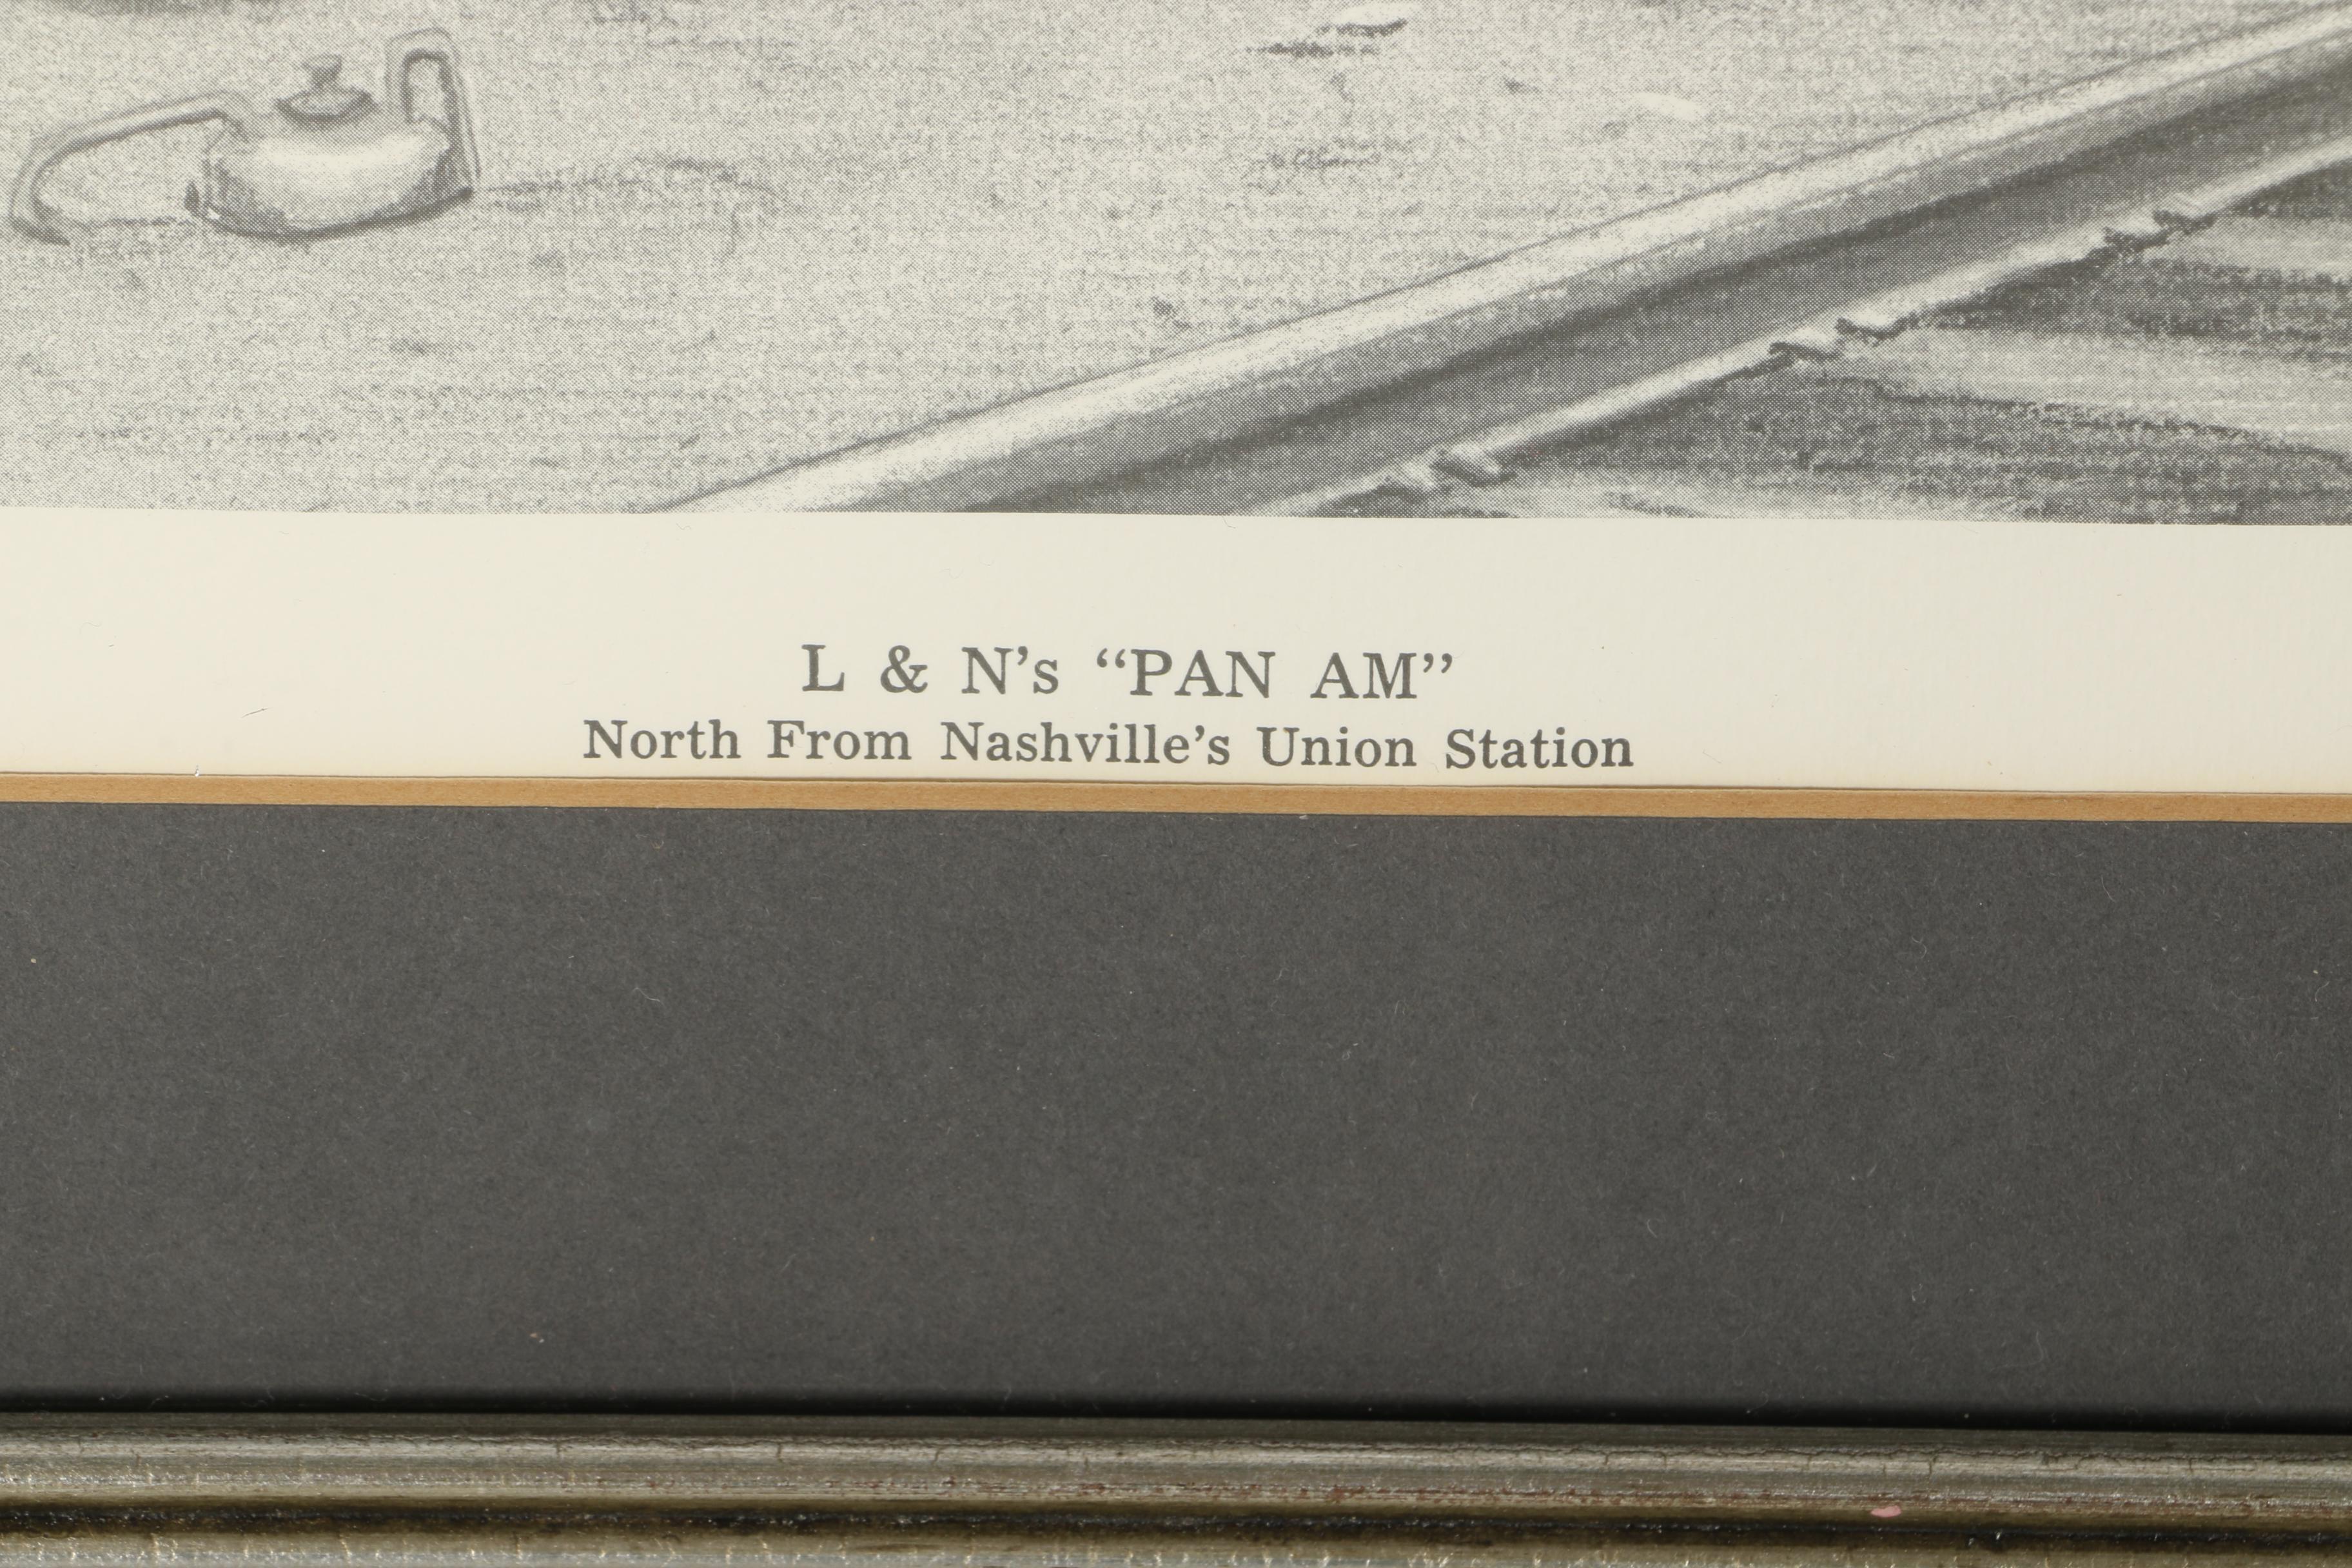 L & N’s “PAN AM”
North From Nashville’s Union Station